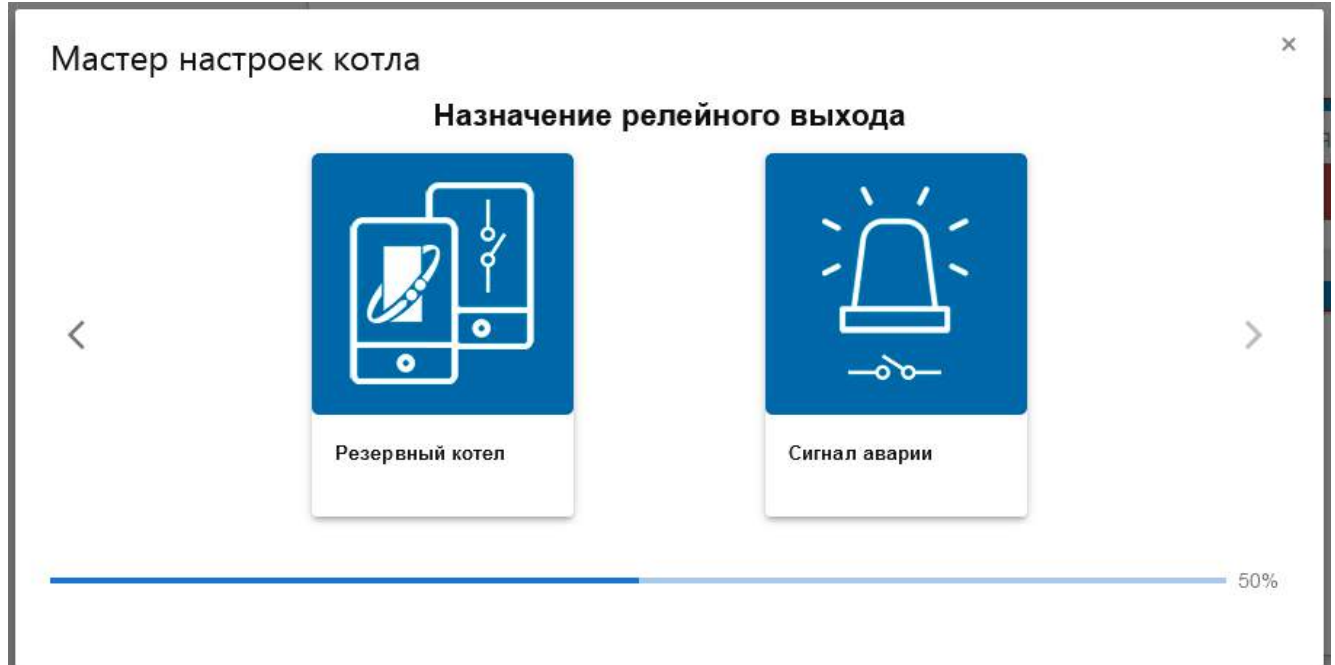 Мастер настроек котла
×
Назначение релейного выхода
Резервный котел
Сигнал аварии
50%